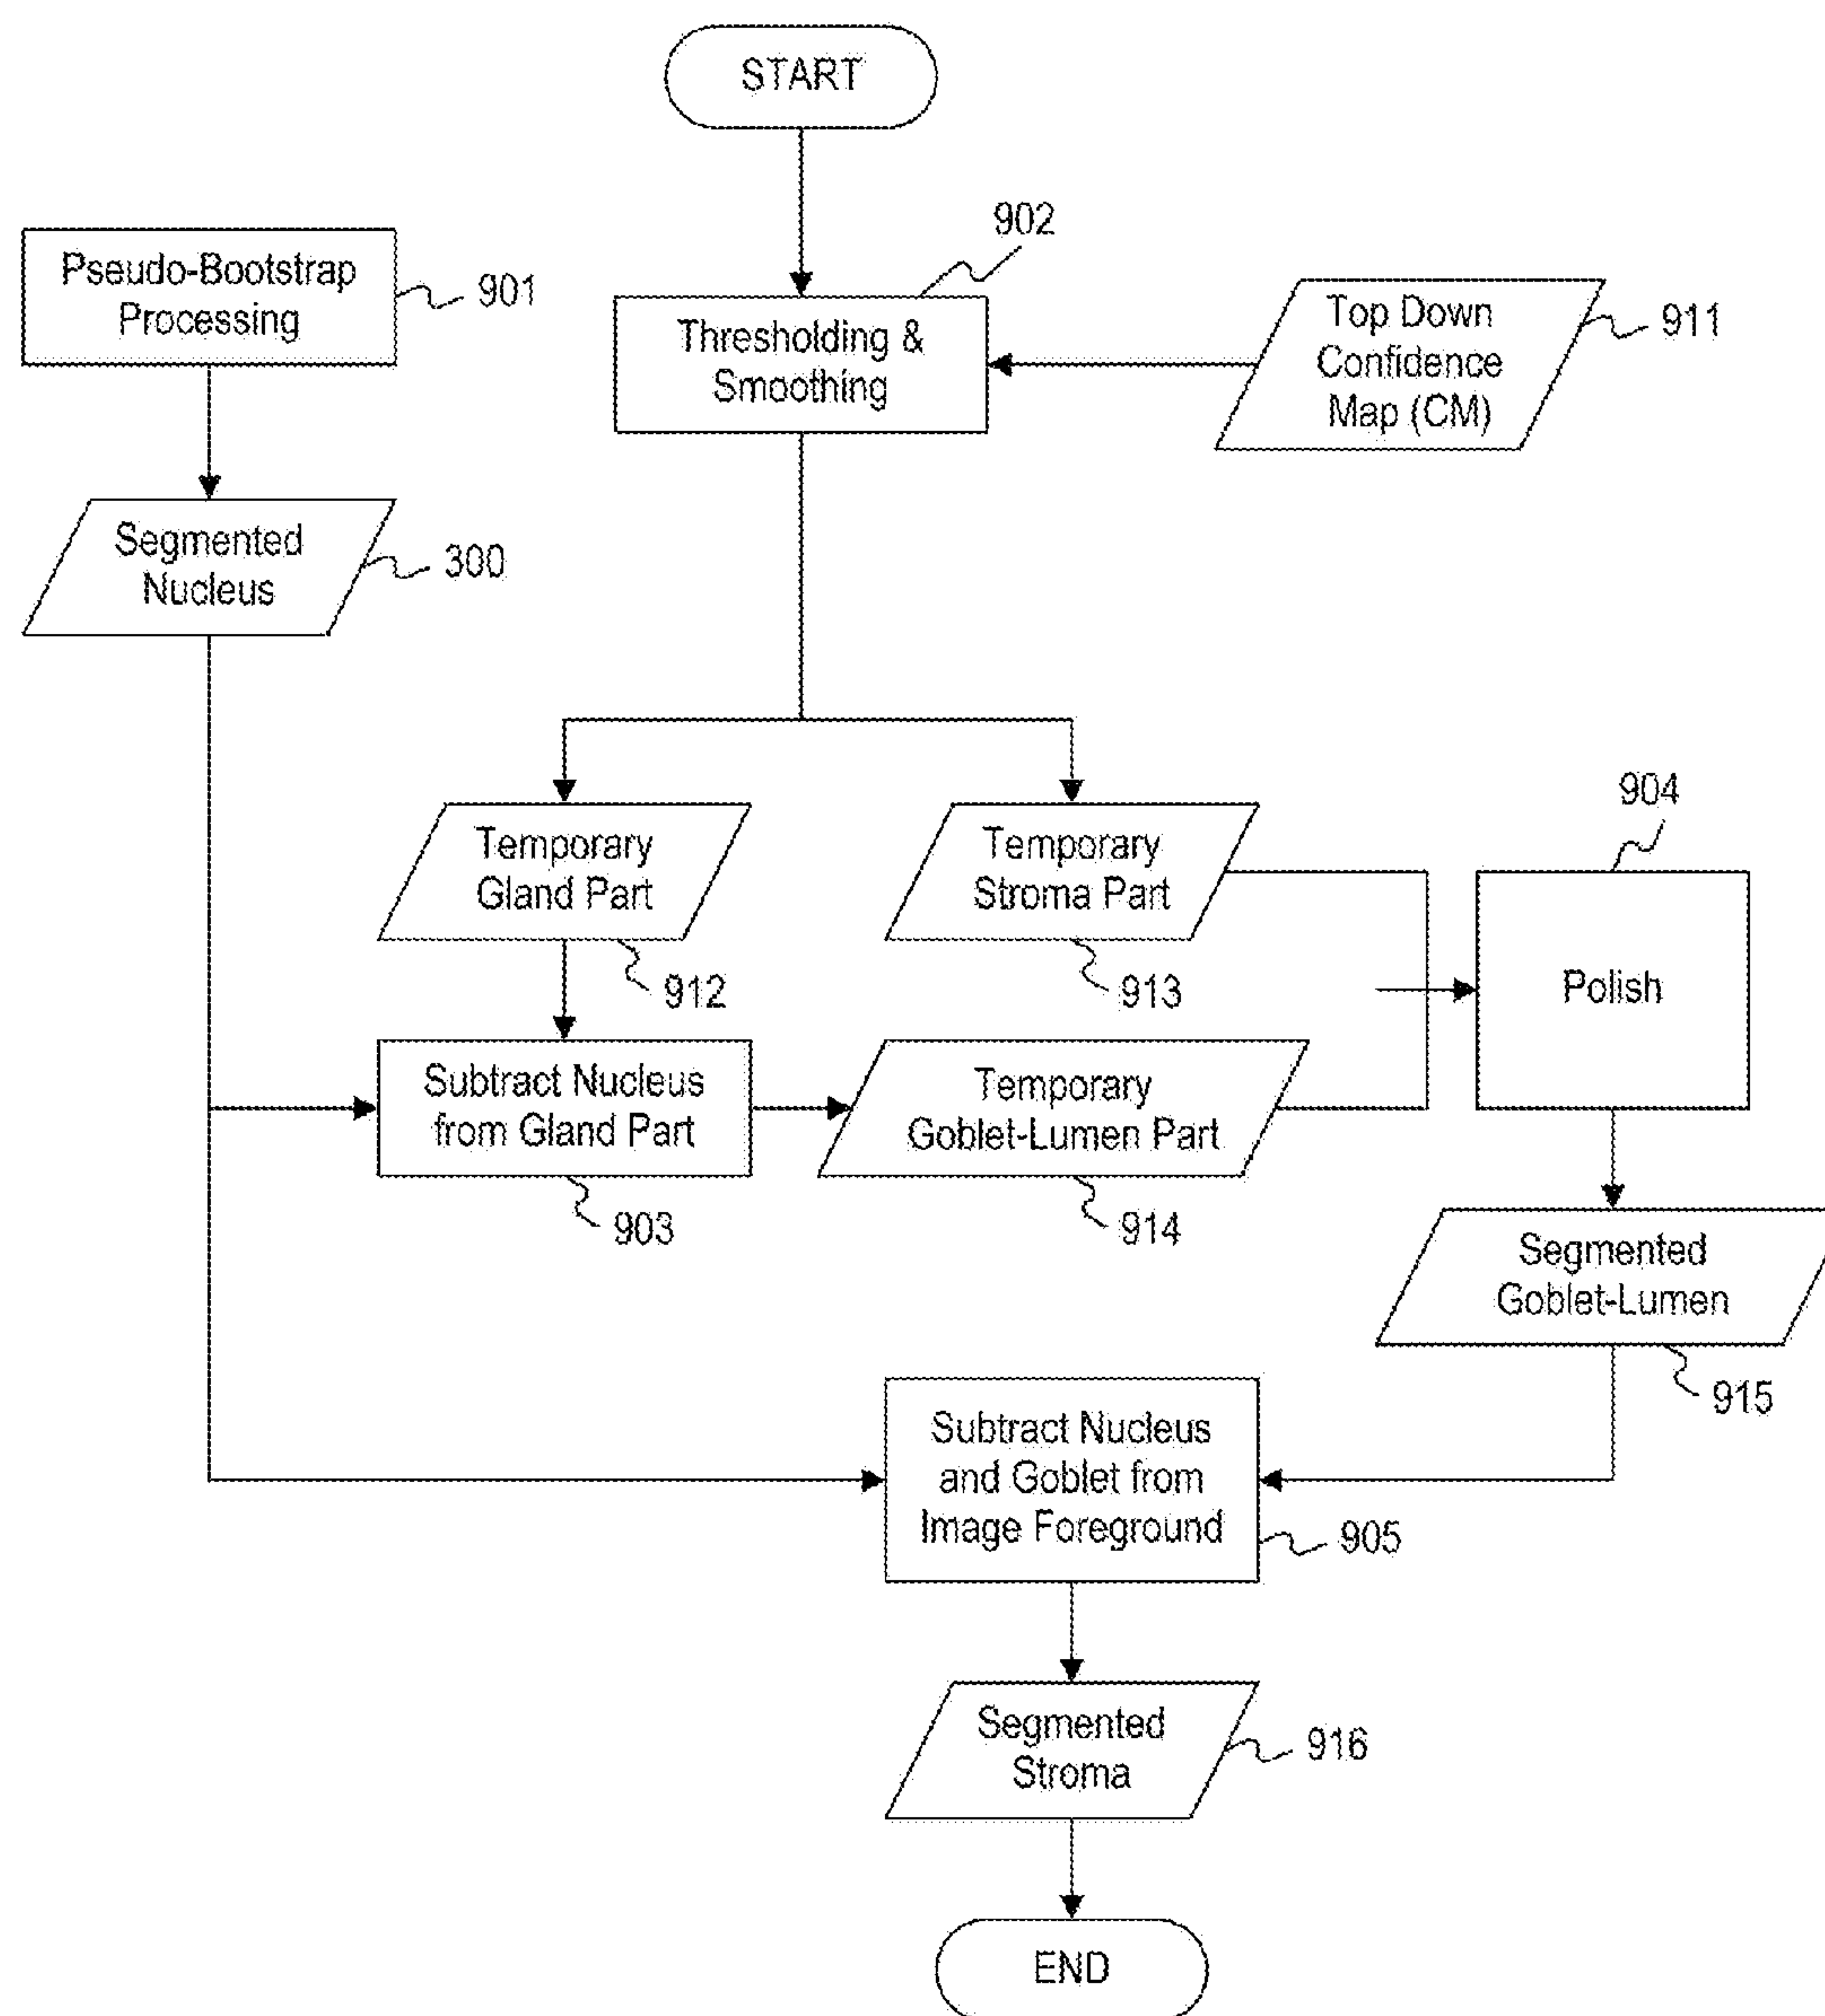 START
902
Pseudo-Bootstrap
Processing
901
Thresholding &
Smoothing
Top Down
Confidence
Map (CM)
911
Segmented
Nucleus
300
Temporary
Gland Part
912
Temporary
Stroma Part
913
904
Polish
Subtract Nucleus
from Gland Part
903
Temporary
Goblet-Lumen Part
914
Segmented
Goblet-Lumen
915
Subtract Nucleus
and Goblet from
Image Foreground
905
Segmented
Stroma
916
END